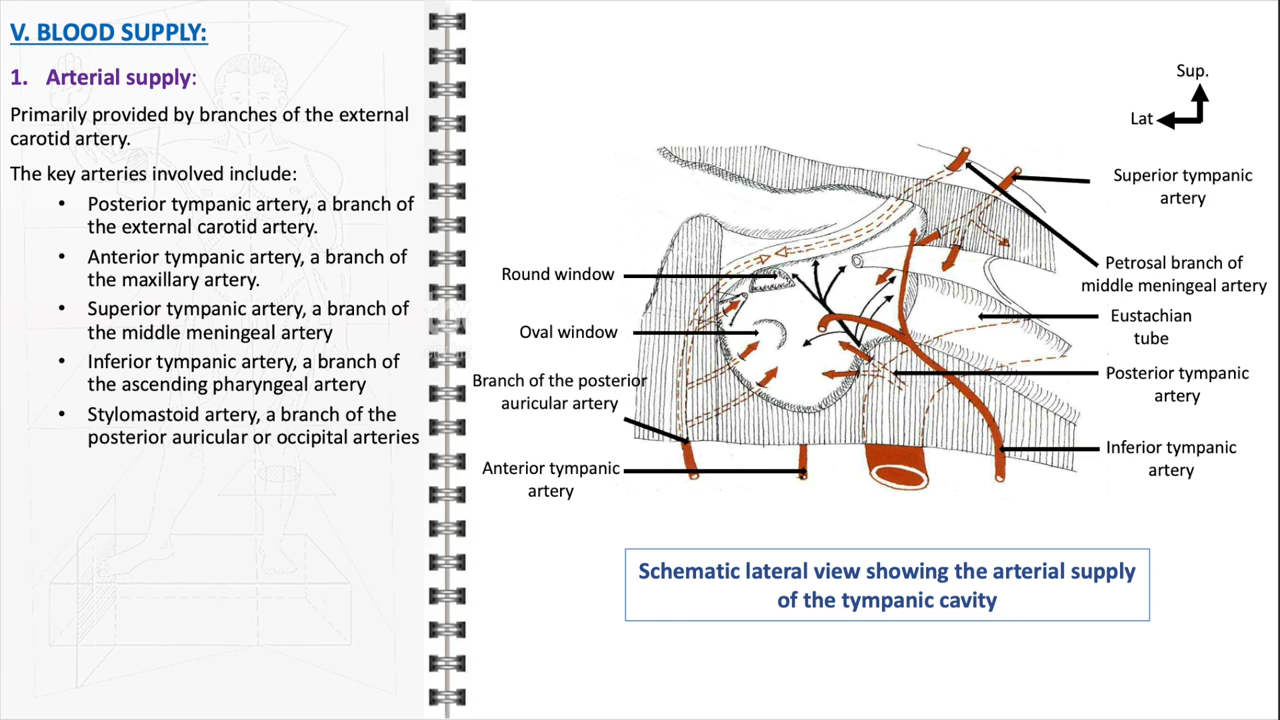 V. BLOOD SUPPLY:
1. Arterial supply:
Primarily provided by branches of the external
carotid artery.
The key arteries involved include:
• Posterior tympanic artery, a branch of
the external carotid artery.
• Anterior tympanic artery, a branch of
the maxillary artery.
• Superior tympanic artery, a branch of
the middle meningeal artery
• Inferior tympanic artery, a branch of
the ascending pharyngeal artery
• Stylomastoid artery, a branch of the
posterior auricular or occipital arteries
Sup.
Lat
Superior tympanic
artery
Petrosal branch of
middle meningeal artery
Eustachian
tube
Posterior tympanic
artery
Inferior tympanic
artery
Round window
Oval window
Branch of the posterior
auricular artery
Anterior tympanic
artery
Schematic lateral view showing the arterial supply
of the tympanic cavity